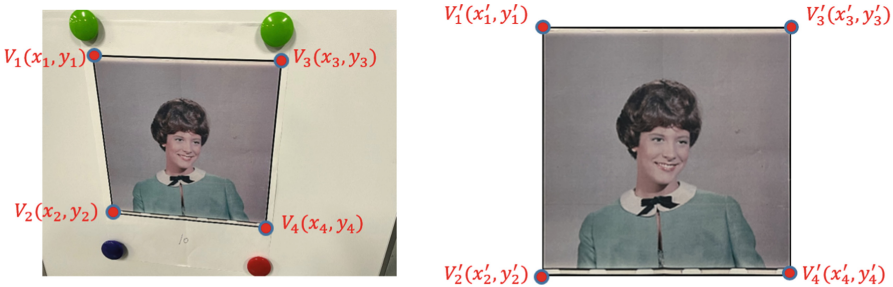 V₁(x₁, y₁)
V₃(x₃, y₃)
V₂(x₂, y₂)
V₄(x₄, y₄)
10
V₁′(x₁′, y₁′)
V₃′(x₃′, y₃′)
V₂′(x₂′, y₂′)
V₄′(x₄′, y₄′)